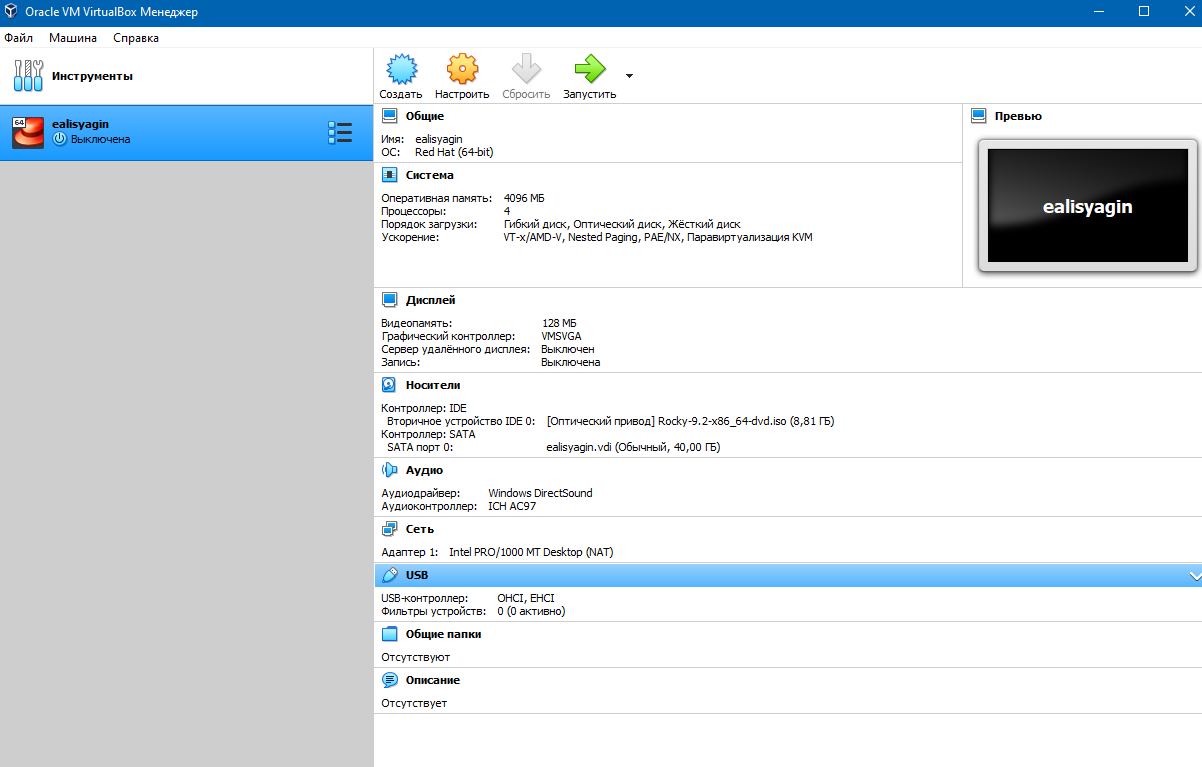 Oracle VM VirtualBox Менеджер
Файл Машина Справка
Инструменты
64
ealisyagin
Выключена
Создать Настроить Сбросить Запустить
Общие
Имя: ealisyagin
ОС: Red Hat (64-bit)
Превью
ealisyagin
Система
Оперативная память: 4096 МБ
Процессоры: 4
Порядок загрузки: Гибкий диск, Оптический диск, Жёсткий диск
Ускорение: VT-x/AMD-V, Nested Paging, PAE/NX, Паравиртуализация KVM
Дисплей
Видеопамять: 128 МБ
Графический контроллер: VMSVGA
Сервер удалённого дисплея: Выключен
Запись: Выключена
Носители
Контроллер: IDE
Вторичное устройство IDE 0: [Оптический привод] Rocky-9.2-x86_64-dvd.iso (8,81 ГБ)
Контроллер: SATA
SATA порт 0: ealisyagin.vdi (Обычный, 40,00 ГБ)
Аудио
Аудиодрайвер: Windows DirectSound
Аудиоконтроллер: ICH AC97
Сеть
Адаптер 1: Intel PRO/1000 MT Desktop (NAT)
USB
USB-контроллер: OHCI, EHCI
Фильтры устройств: 0 (0 активно)
Общие папки
Отсутствуют
Описание
Отсутствует